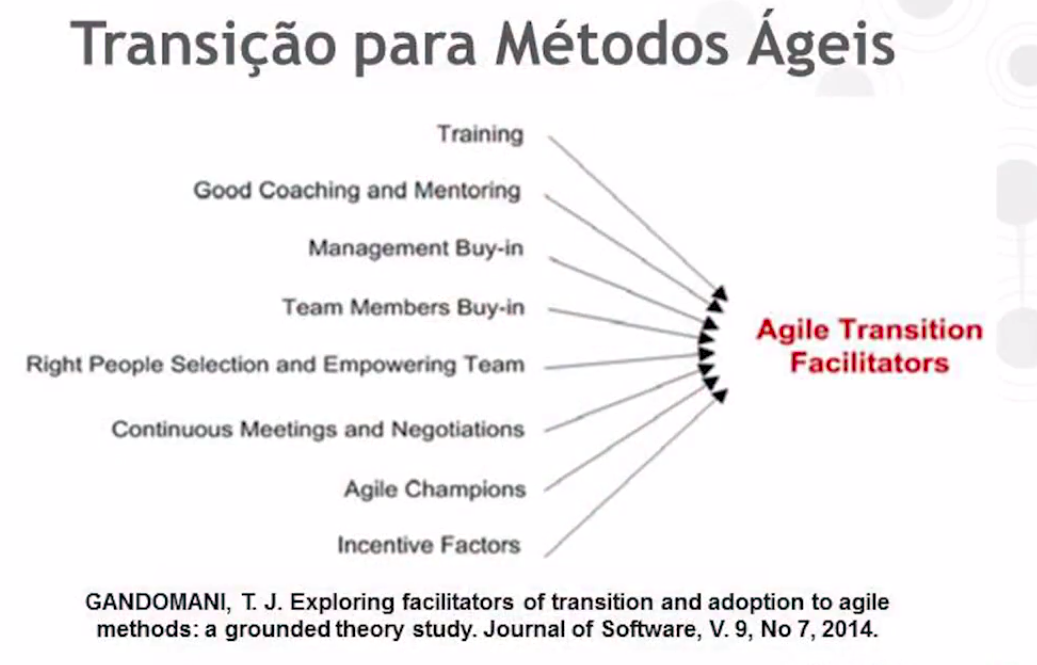 Transição para Métodos Ágeis
Training
Good Coaching and Mentoring
Management Buy-in
Team Members Buy-in
Right People Selection and Empowering Team
Continuous Meetings and Negotiations
Agile Champions
Incentive Factors
Agile Transition
Facilitators
GANDOMANI, T. J. Exploring facilitators of transition and adoption to agile
methods: a grounded theory study. Journal of Software, V. 9, No 7, 2014.